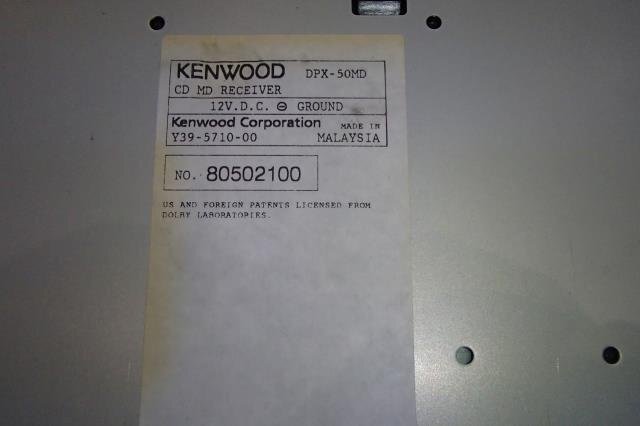 KENWOOD DPX-50MD
CD MD RECEIVER
12V.D.C. ⊖ GROUND
Kenwood Corporation MADE IN
Y39-5710-00 MALAYSIA
NO. 80502100
US AND FOREIGN PATENTS LICENSED FROM
DOLBY LABORATORIES.